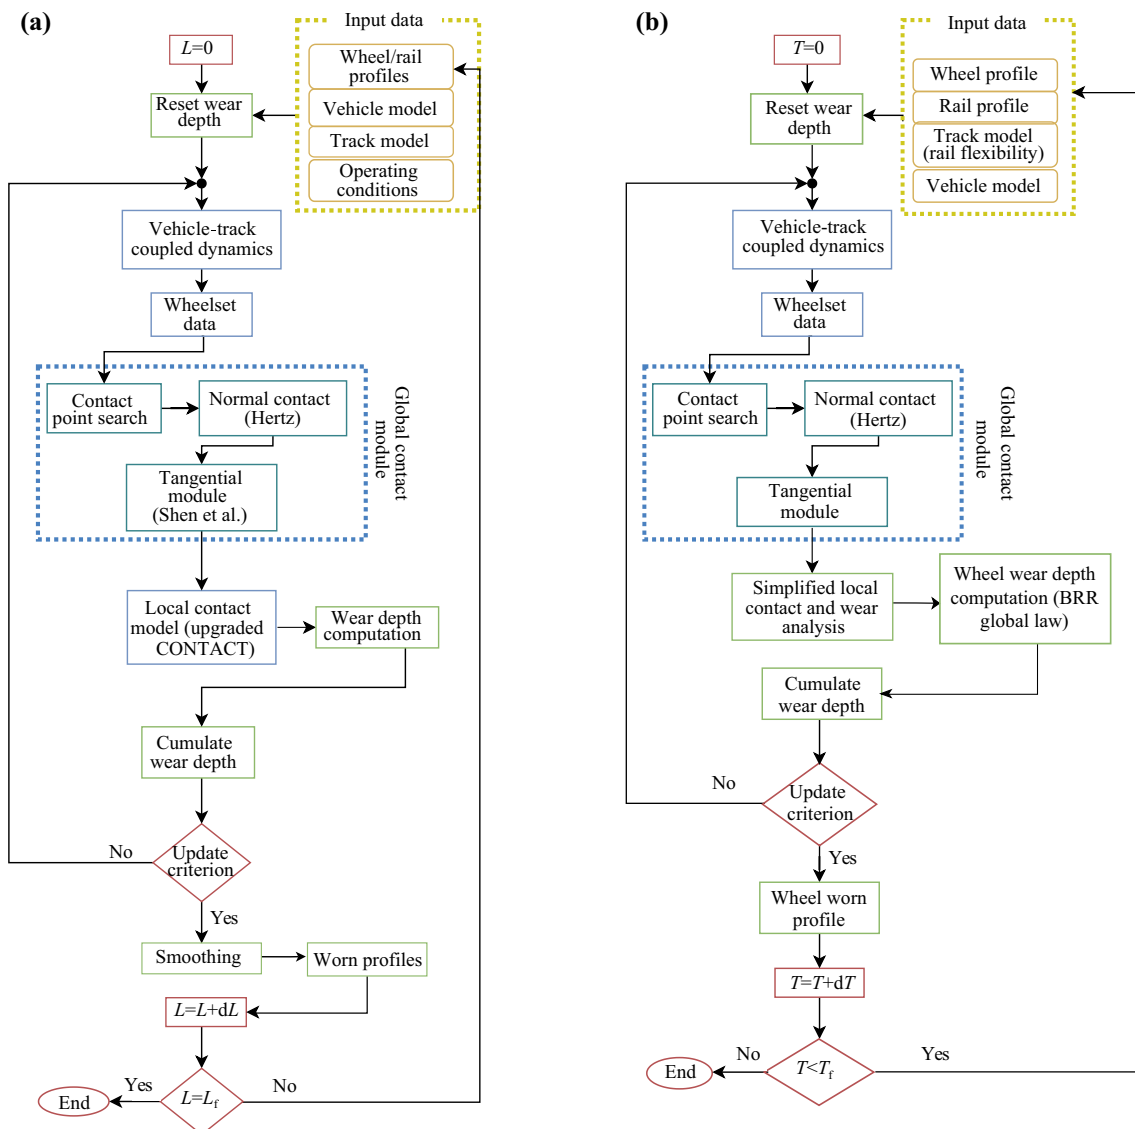 (a)
L=0
Input data
Wheel/rail
profiles
Reset wear
depth
Vehicle model
Track model
Operating
conditions
Vehicle-track
coupled dynamics
Wheelset
data
Contact
point search
Normal contact
(Hertz)
Global contact
module
Tangential
module
(Shen et al.)
Local contact
model (upgraded
CONTACT)
Wear depth
computation
Cumulate
wear depth
Update
criterion
No
Yes
Smoothing
Worn profiles
L=L+dL
L=Lf
Yes
No
End
(b)
T=0
Input data
Wheel profile
Reset wear
depth
Rail profile
Track model
(rail flexibility)
Vehicle model
Vehicle-track
coupled dynamics
Wheelset
data
Contact
point search
Normal contact
(Hertz)
Global contact
module
Tangential
module
Simplified local
contact and wear
analysis
Wheel wear depth
computation (BRR
global law)
Cumulate
wear depth
Update
criterion
No
Yes
Wheel worn
profile
T=T+dT
T<Tf
No
Yes
End